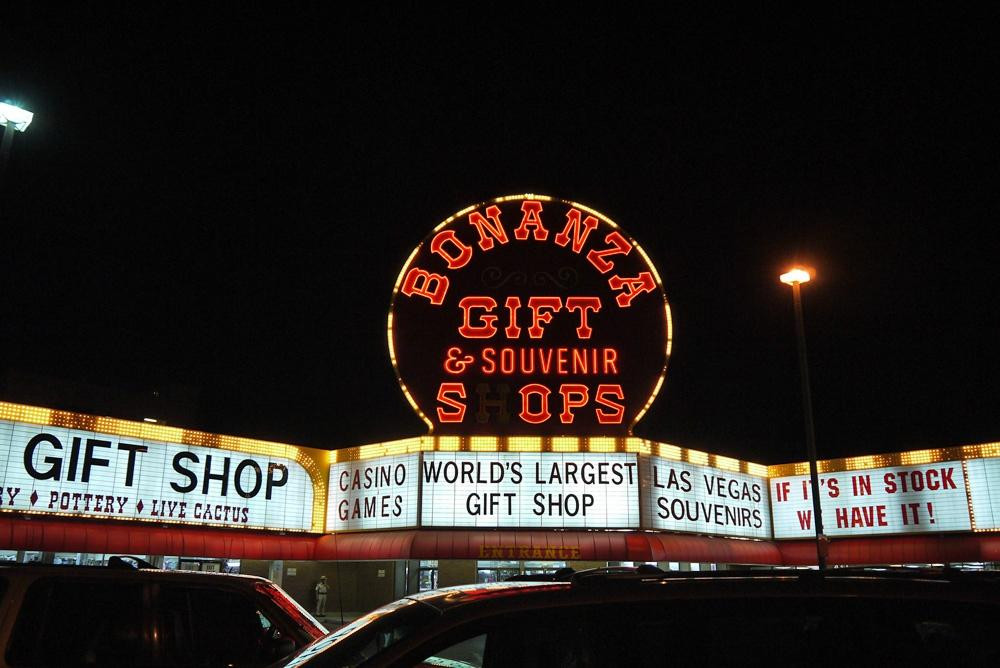 BONANZA
GIFT
& SOUVENIR
SHOPS
GIFT SHOP
POTTERY ♦ LIVE CACTUS
CASINO
GAMES
WORLD'S LARGEST
GIFT SHOP
LAS VEGAS
SOUVENIRS
IF IT'S IN STOCK
WE HAVE IT!
ENTRANCE